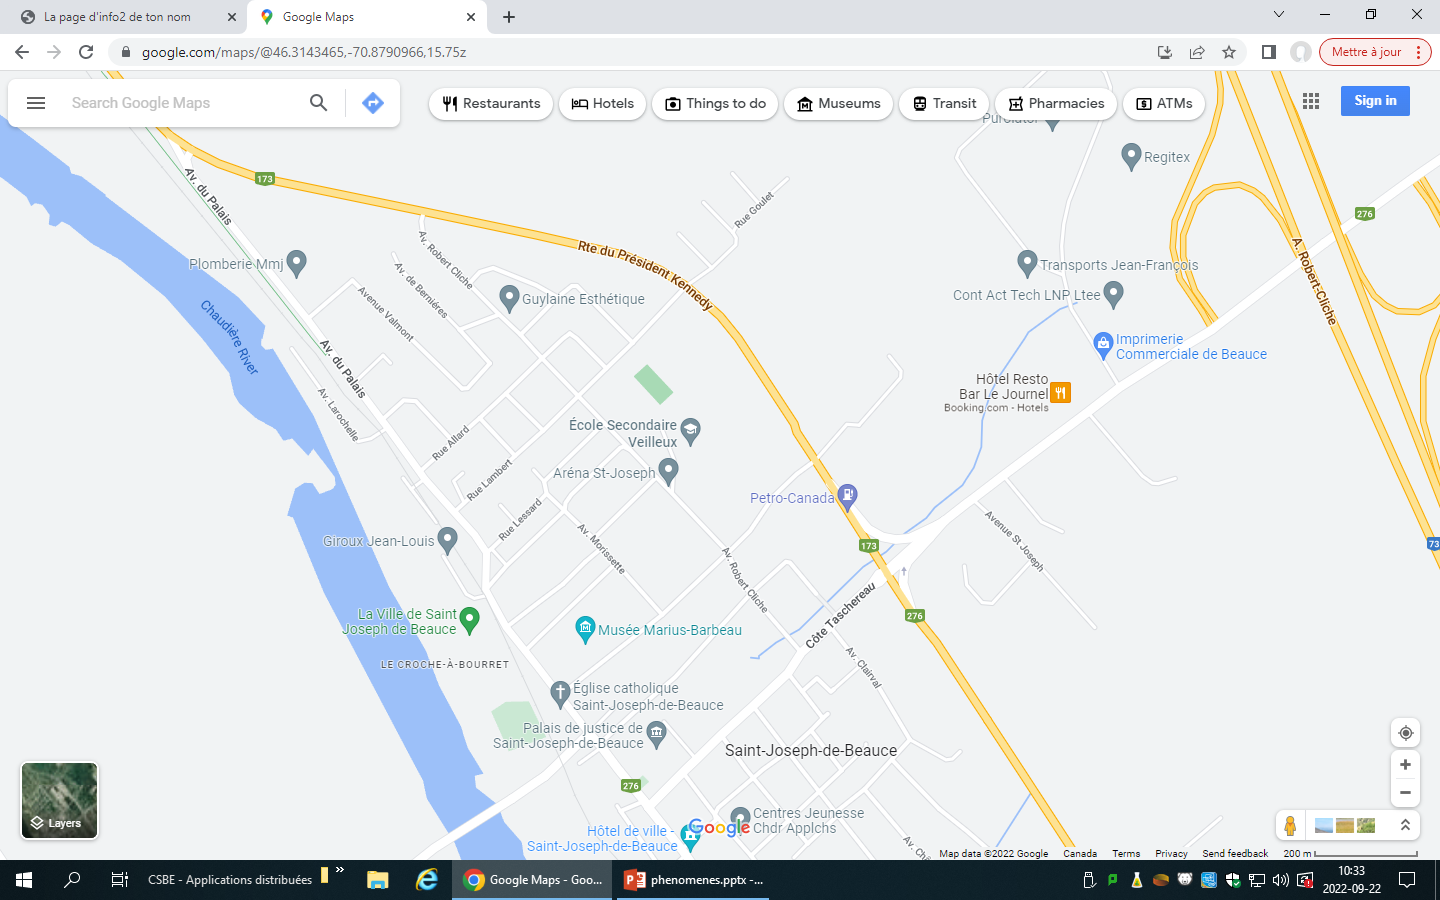 La page d'info2 de ton nom
Google Maps
google.com/maps/@46.3143465,-70.8790966,15.75z
Mettre à jour
Search Google Maps
Restaurants
Hotels
Things to do
Museums
Transit
Pharmacies
ATMs
Sign in
Purolator
Regitex
173
276
Av. du Palais
Rue Goulet
Rte du Président Kennedy
A. Robert-Cliche
Plomberie Mmj
Av. Robert Cliche
Av. de Berniéres
Avenue Valmont
Guylaine Esthétique
Transports Jean-François
Cont Act Tech LNP Ltee
Chaudière River
Imprimerie
Commerciale de Beauce
Av. du Palais
Hôtel Resto
Bar Le Journel
Booking.com - Hotels
Av. Larochelle
École Secondaire
Veilleux
Rue Allard
Aréna St-Joseph
Rue Lambert
Petro-Canada
Rue Lessard
Giroux Jean-Louis
Av. Morissette
173
Avenue St Joseph
73
Av. Robert Cliche
Côte Taschereau
276
La Ville de Saint
Joseph de Beauce
Musée Marius-Barbeau
LE CROCHE-À-BOURRET
Av. Clairval
Église catholique
Saint-Joseph-de-Beauce
Palais de justice de
Saint-Joseph-de-Beauce
Saint-Joseph-de-Beauce
276
Layers
Centres Jeunesse
Chdr Applchs
Hôtel de ville -
Saint-Joseph-de-Beauce
Google
Map data ©2022 Google
Canada
Terms
Privacy
Send feedback
200 m
CSBE - Applications distribuées
»
Google Maps - Goo...
phenomenes.pptx -...
10:33
2022-09-22